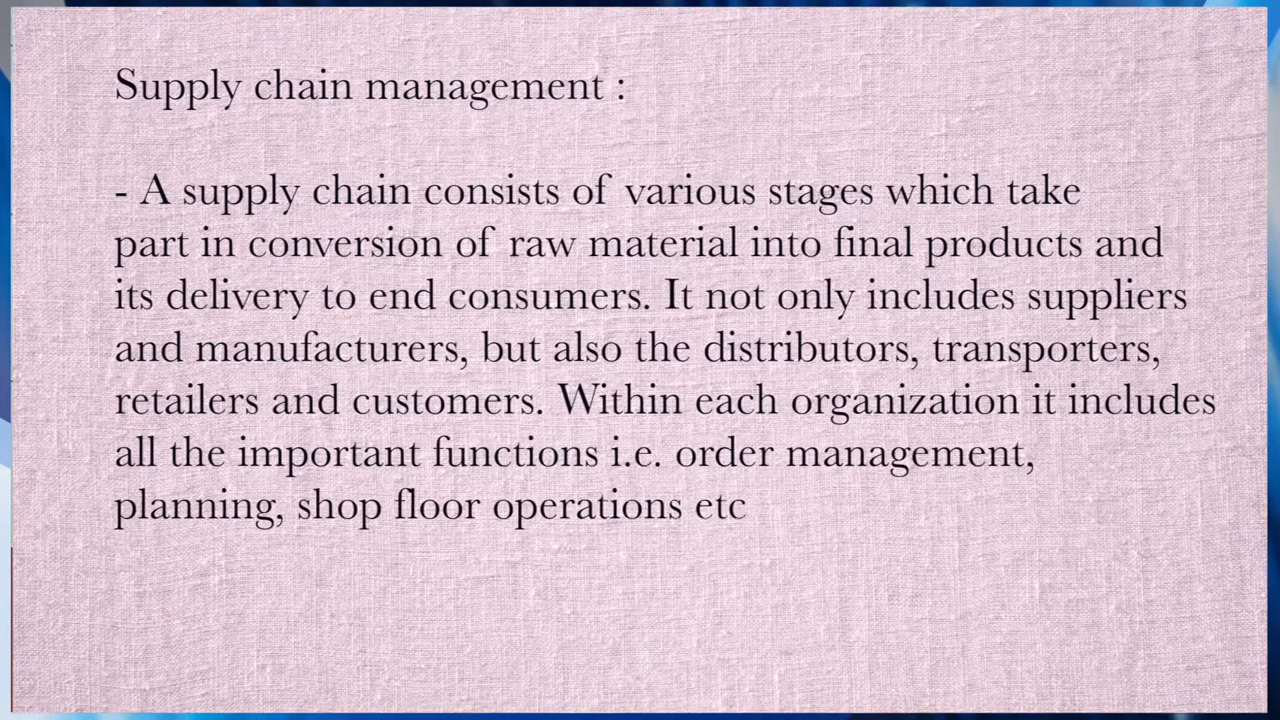 Supply chain management :
- A supply chain consists of various stages which take
part in conversion of raw material into final products and
its delivery to end consumers. It not only includes suppliers
and manufacturers, but also the distributors, transporters,
retailers and customers. Within each organization it includes
all the important functions i.e. order management,
planning, shop floor operations etc